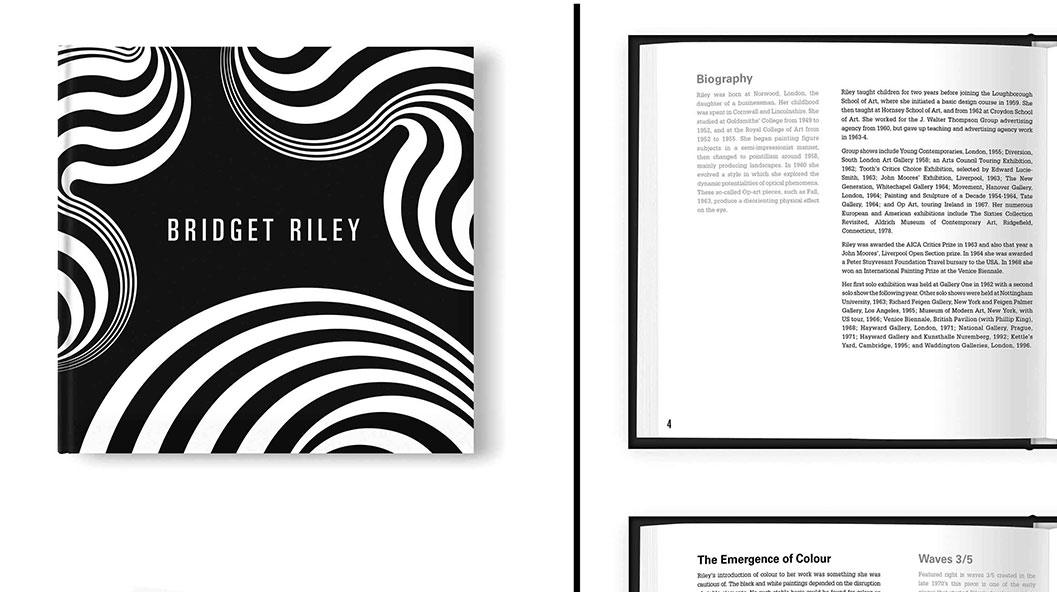 BRIDGET RILEY
Biography
Riley was born at Norwood, London, the
daughter of a businessman. Her childhood
was spent in Cornwall and Lincolnshire. She
studied at Goldsmiths' College from 1949 to
1952, and at the Royal College of Art from
1952 to 1955. She began painting figure
subjects in a semi-impressionist manner,
then changed to pointillism around 1958,
mainly producing landscapes. In 1960 she
evolved a style in which she explored the
dynamic potentialities of optical phenomena.
These so-called Op-art pieces, such as Fall,
1963, produce a disorienting physical effect
on the eye.
Riley taught children for two years before joining the Loughborough
School of Art, where she initiated a basic design course in 1959. She
then taught at Hornsey School of Art, and from 1962 at Croydon School
of Art. She worked for the J. Walter Thompson Group advertising
agency from 1960, but gave up teaching and advertising agency work
in 1963-4.
Group shows include Young Contemporaries, London, 1955; Diversion,
South London Art Gallery 1958; an Arts Council Touring Exhibition,
1962; Tooth's Critics Choice Exhibition, selected by Edward Lucie-
Smith, 1963; John Moores' Exhibition, Liverpool, 1963; The New
Generation, Whitechapel Gallery 1964; Movement, Hanover Gallery,
London, 1964; Painting and Sculpture of a Decade 1954-1964, Tate
Gallery, 1964; and Op Art, touring Ireland in 1967. Her numerous
European and American exhibitions include The Sixties Collection
Revisited, Aldrich Museum of Contemporary Art, Ridgefield,
Connecticut, 1978.
Riley was awarded the AICA Critics Prize in 1963 and also that year a
John Moores', Liverpool Open Section prize. In 1964 she was awarded
a Peter Stuyvesant Foundation Travel bursary to the USA. In 1968 she
won an International Painting Prize at the Venice Biennale.
Her first solo exhibition was held at Gallery One in 1962 with a second
solo show the following year. Other solo shows were held at Nottingham
University, 1963; Richard Feigen Gallery, New York and Feigen Palmer
Gallery, Los Angeles, 1965; Museum of Modern Art, New York, with
US tour, 1966; Venice Biennale, British Pavilion (with Phillip King),
1968; Hayward Gallery, London, 1971; National Gallery, Prague,
1971; Hayward Gallery and Kunsthalle Nuremberg, 1992; Kettle's
Yard, Cambridge, 1995; and Waddington Galleries, London, 1996.
4
The Emergence of Colour
Riley's introduction of colour to her work was something she was
cautious of. The black and white paintings depended on the disruption
Waves 3/5
Featured right is waves 3/5 created in the
late 1970's this piece is one of the early